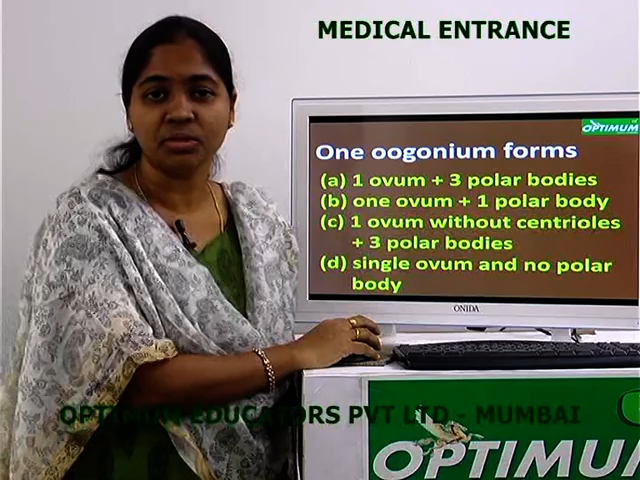 MEDICAL ENTRANCE
OPTIMUM
One oogonium forms
(a) 1 ovum + 3 polar bodies
(b) one ovum + 1 polar body
(c) 1 ovum without centrioles
+ 3 polar bodies
(d) single ovum and no polar
body
ONIDA
OPTIMUM EDUCATORS PVT LTD - MUMBAI
OPTIMUM